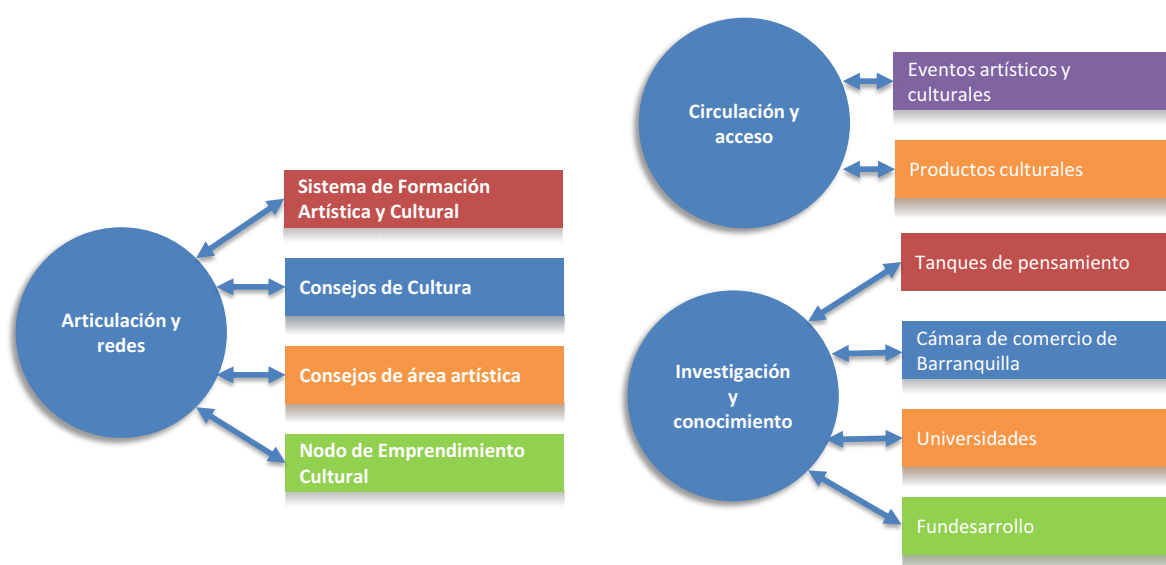 Articulación y
redes
Sistema de Formación
Artística y Cultural
Consejos de Cultura
Consejos de área artística
Nodo de Emprendimiento
Cultural
Circulación y
acceso
Eventos artísticos y
culturales
Productos culturales
Investigación
y
conocimiento
Tanques de pensamiento
Cámara de comercio de
Barranquilla
Universidades
Fundesarrollo